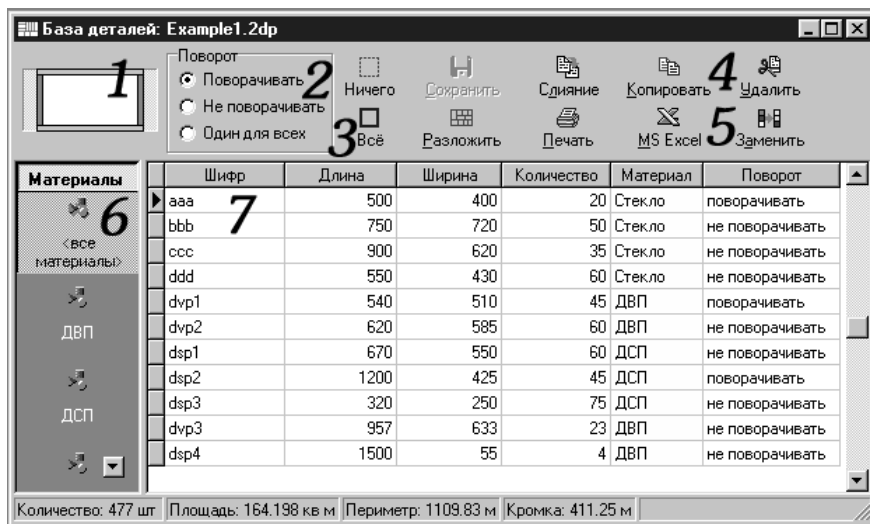 База деталей: Example1.2dp
1
Поворот
Поворачивать
Не поворачивать
Один для всех
2
3
Ничего
Сохранить
Слияние
Копировать
4
Удалить
Всё
Разложить
Печать
MS Excel
5
Заменить
Материалы
6
<все
материалы>
ДВП
ДСП
Шифр Длина Ширина Количество Материал Поворот
7
aaa 500 400 20 Стекло поворачивать
bbb 750 720 50 Стекло не поворачивать
ccc 900 620 35 Стекло не поворачивать
ddd 550 430 60 Стекло не поворачивать
dvp1 540 510 45 ДВП поворачивать
dvp2 620 585 60 ДВП не поворачивать
dsp1 670 550 60 ДСП не поворачивать
dsp2 1200 425 45 ДСП поворачивать
dsp3 320 250 75 ДСП не поворачивать
dvp3 957 633 23 ДВП не поворачивать
dsp4 1500 55 4 ДВП не поворачивать
Количество: 477 шт Площадь: 164.198 кв м Периметр: 1109.83 м Кромка: 411.25 м